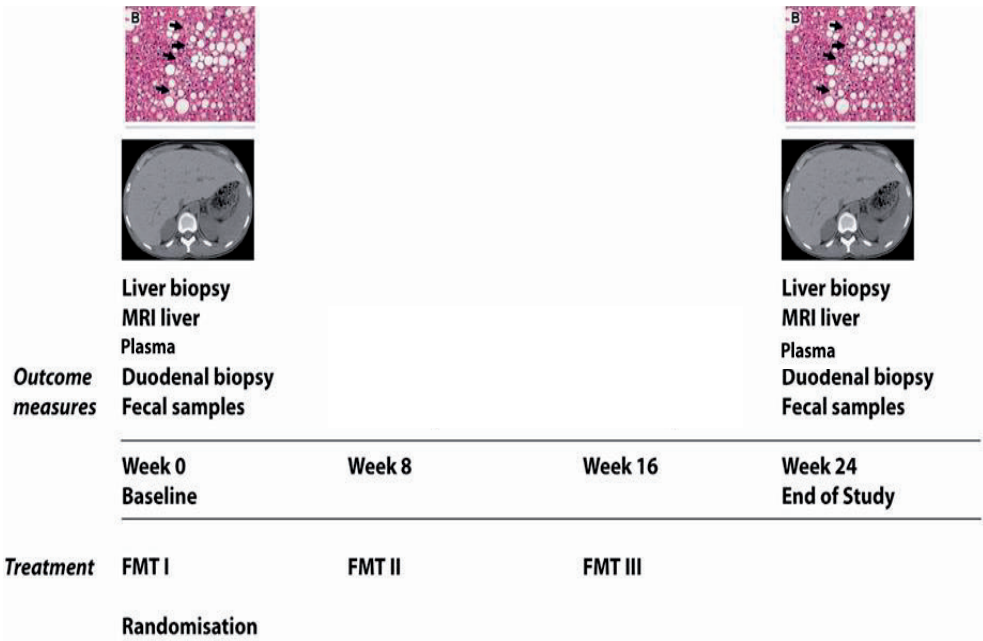 B B
Liver biopsy Liver biopsy
MRI liver MRI liver
Plasma Plasma
Outcome Duodenal biopsy Duodenal biopsy
measures Fecal samples Fecal samples
Week 0 Week 8 Week 16 Week 24
Baseline End of Study
Treatment FMT I FMT II FMT III
Randomisation